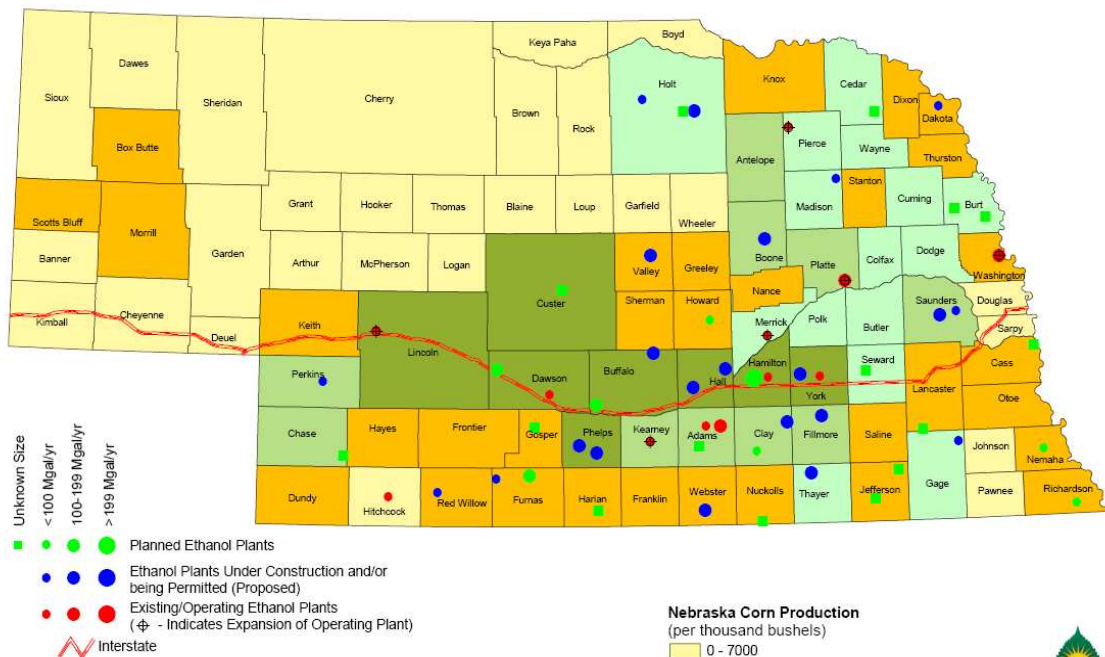 Keya Paha Boyd
Dawes
Sioux Sheridan Cherry Holt Knox Cedar Dixon
Brown Rock Dakota
Box Butte Antelope Pierce Wayne Thurston
Grant Hooker Thomas Blaine Loup Garfield Wheeler Madison Stanton Cuming Burt
Scotts Bluff Morrill
Banner Garden Arthur McPherson Logan Custer Valley Greeley Boone Platte Colfax Dodge Washington
Nance
Kimball Cheyenne Deuel Keith Lincoln Sherman Howard Merrick Polk Butler Saunders Douglas
Sarpy
Perkins Dawson Buffalo Hall Hamilton York Seward Lancaster Cass
Otoe
Chase Hayes Frontier Gosper Phelps Kearney Adams Clay Fillmore Saline
Johnson Nemaha
Dundy Hitchcock Red Willow Furnas Harlan Franklin Webster Nuckolls Thayer Jefferson Gage Pawnee Richardson
Unknown Size
<100 Mgal/yr
100-199 Mgal/yr
> 199 Mgal/yr
Planned Ethanol Plants
Ethanol Plants Under Construction and/or
being Permitted (Proposed)
Existing/Operating Ethanol Plants
( - Indicates Expansion of Operating Plant)
Interstate
Nebraska Corn Production
(per thousand bushels)
0 - 7000